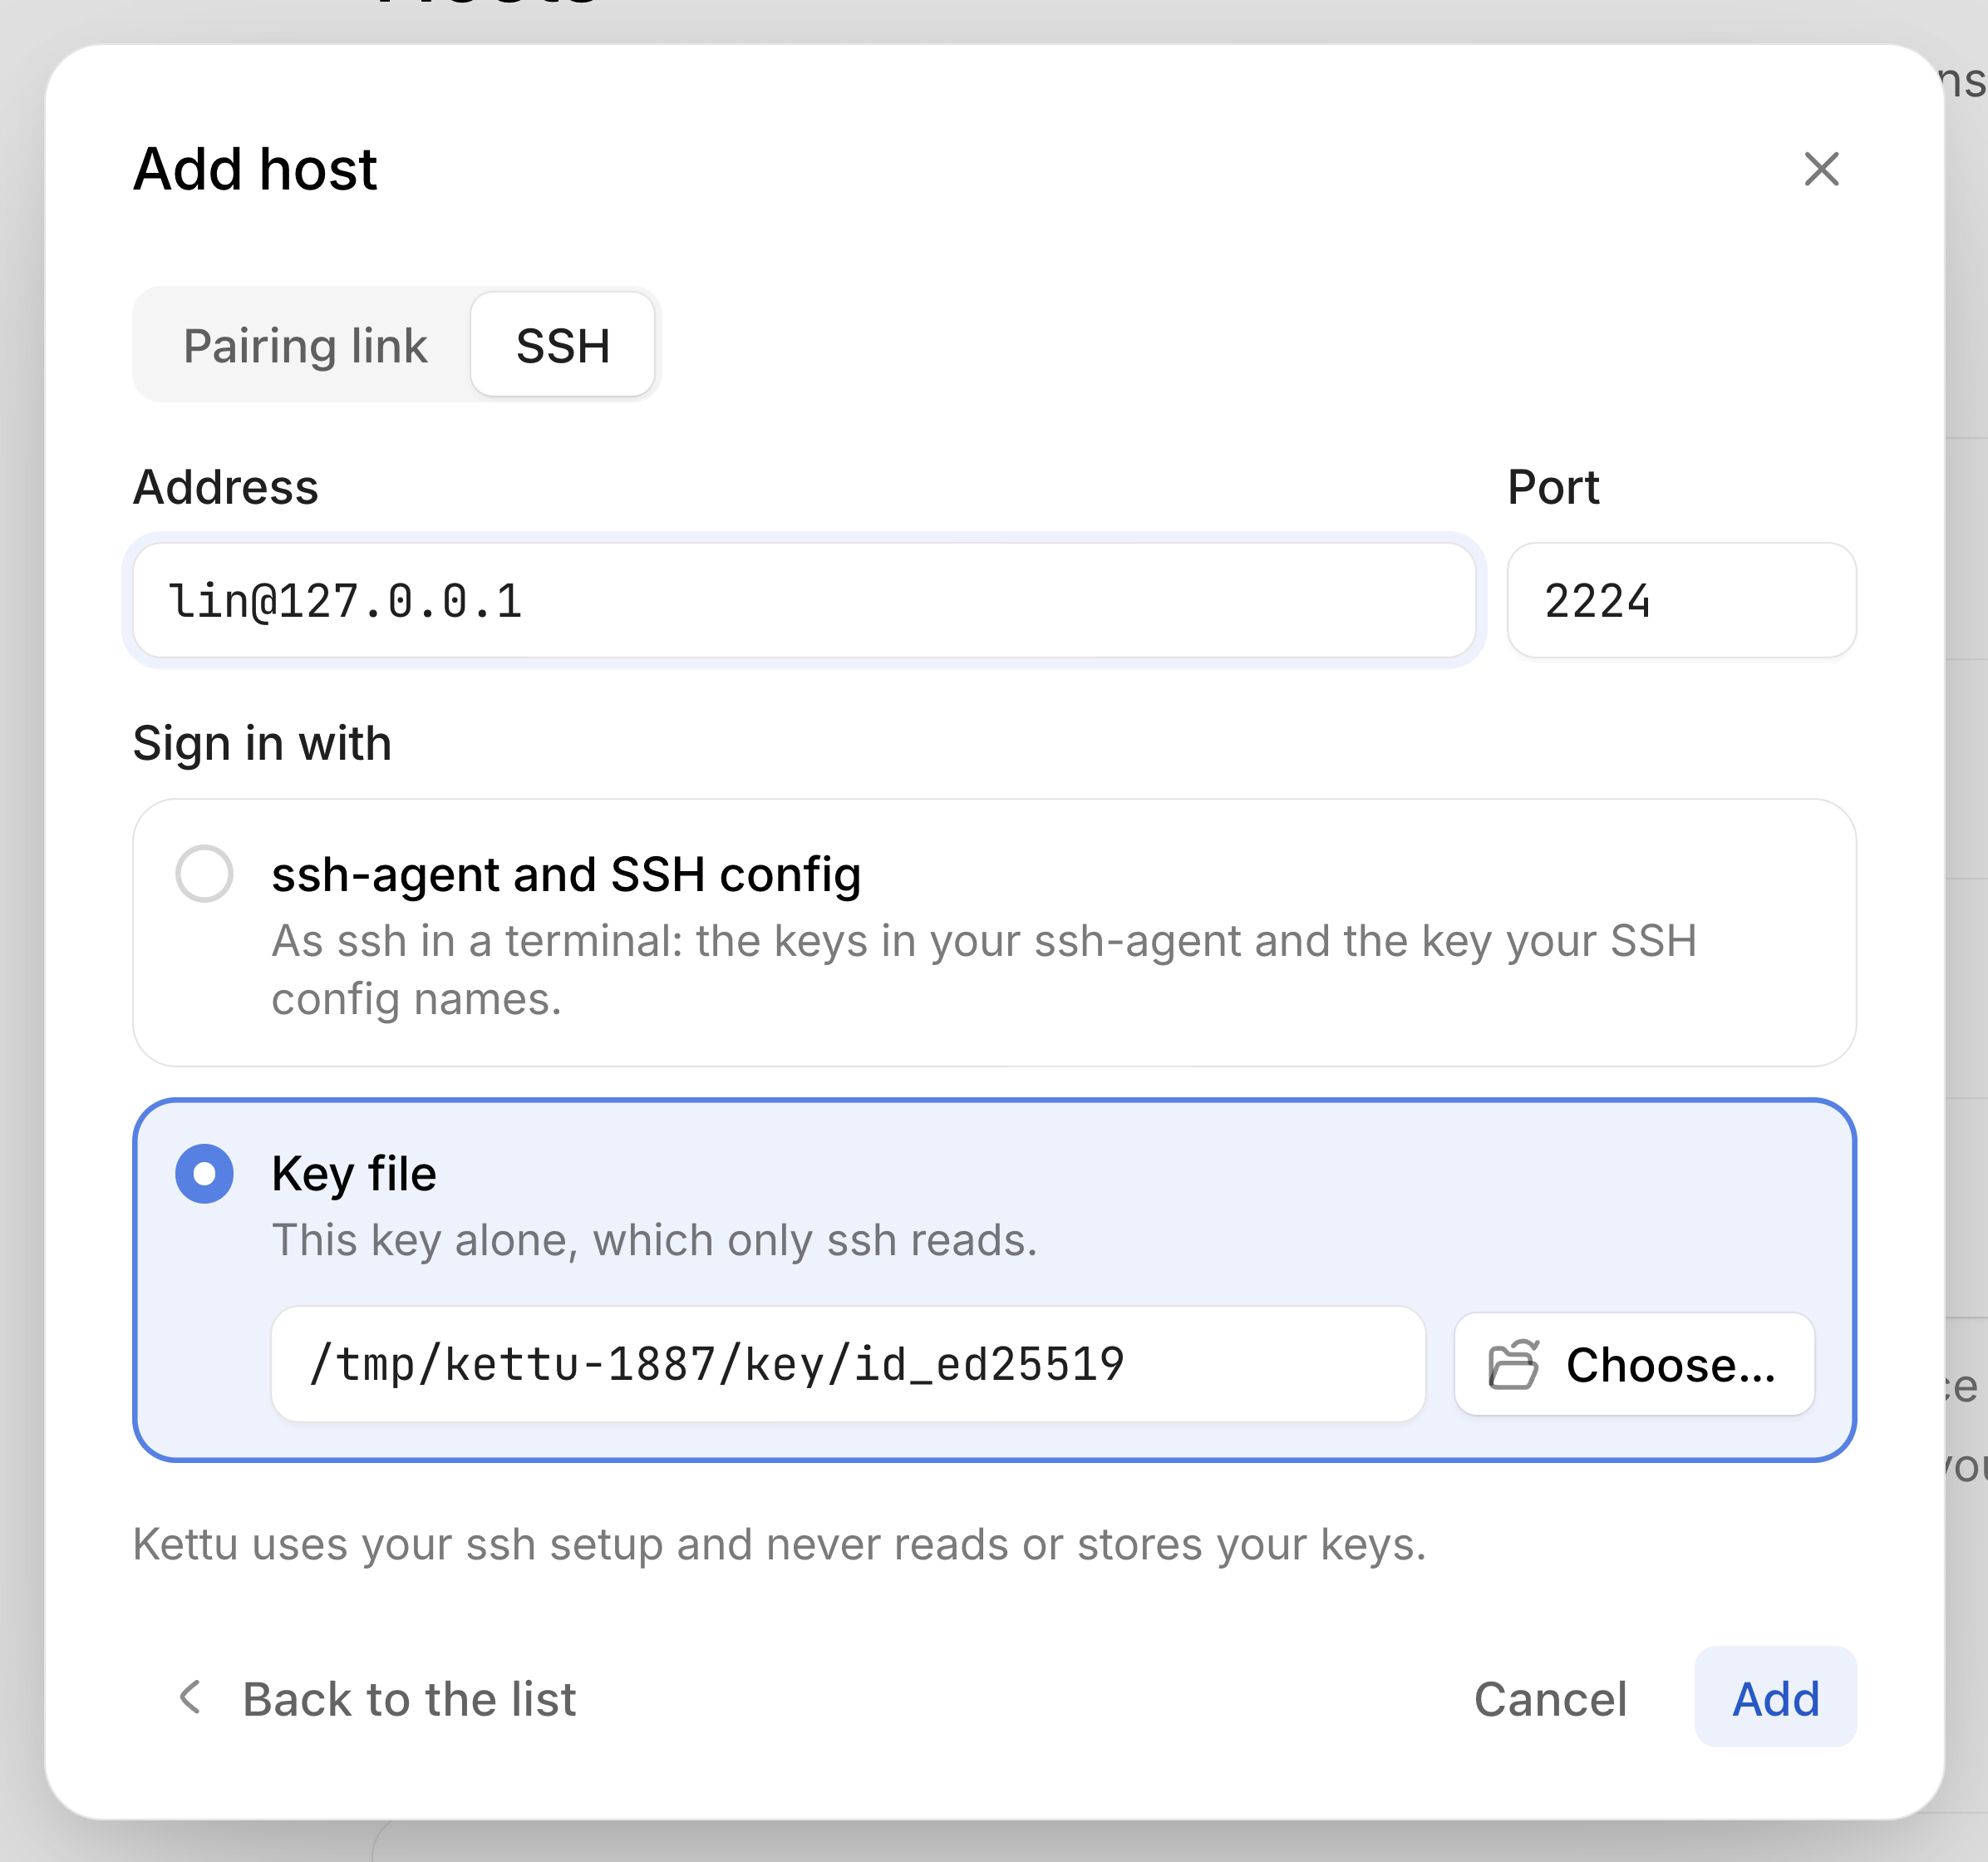 Add host
Pairing link
SSH
Address
Port
lin@127.0.0.1
2224
Sign in with
ssh-agent and SSH config
As ssh in a terminal: the keys in your ssh-agent and the key your SSH
config names.
Key file
This key alone, which only ssh reads.
/tmp/kettu-1887/key/id_ed25519
Choose...
Kettu uses your ssh setup and never reads or stores your keys.
Back to the list
Cancel
Add